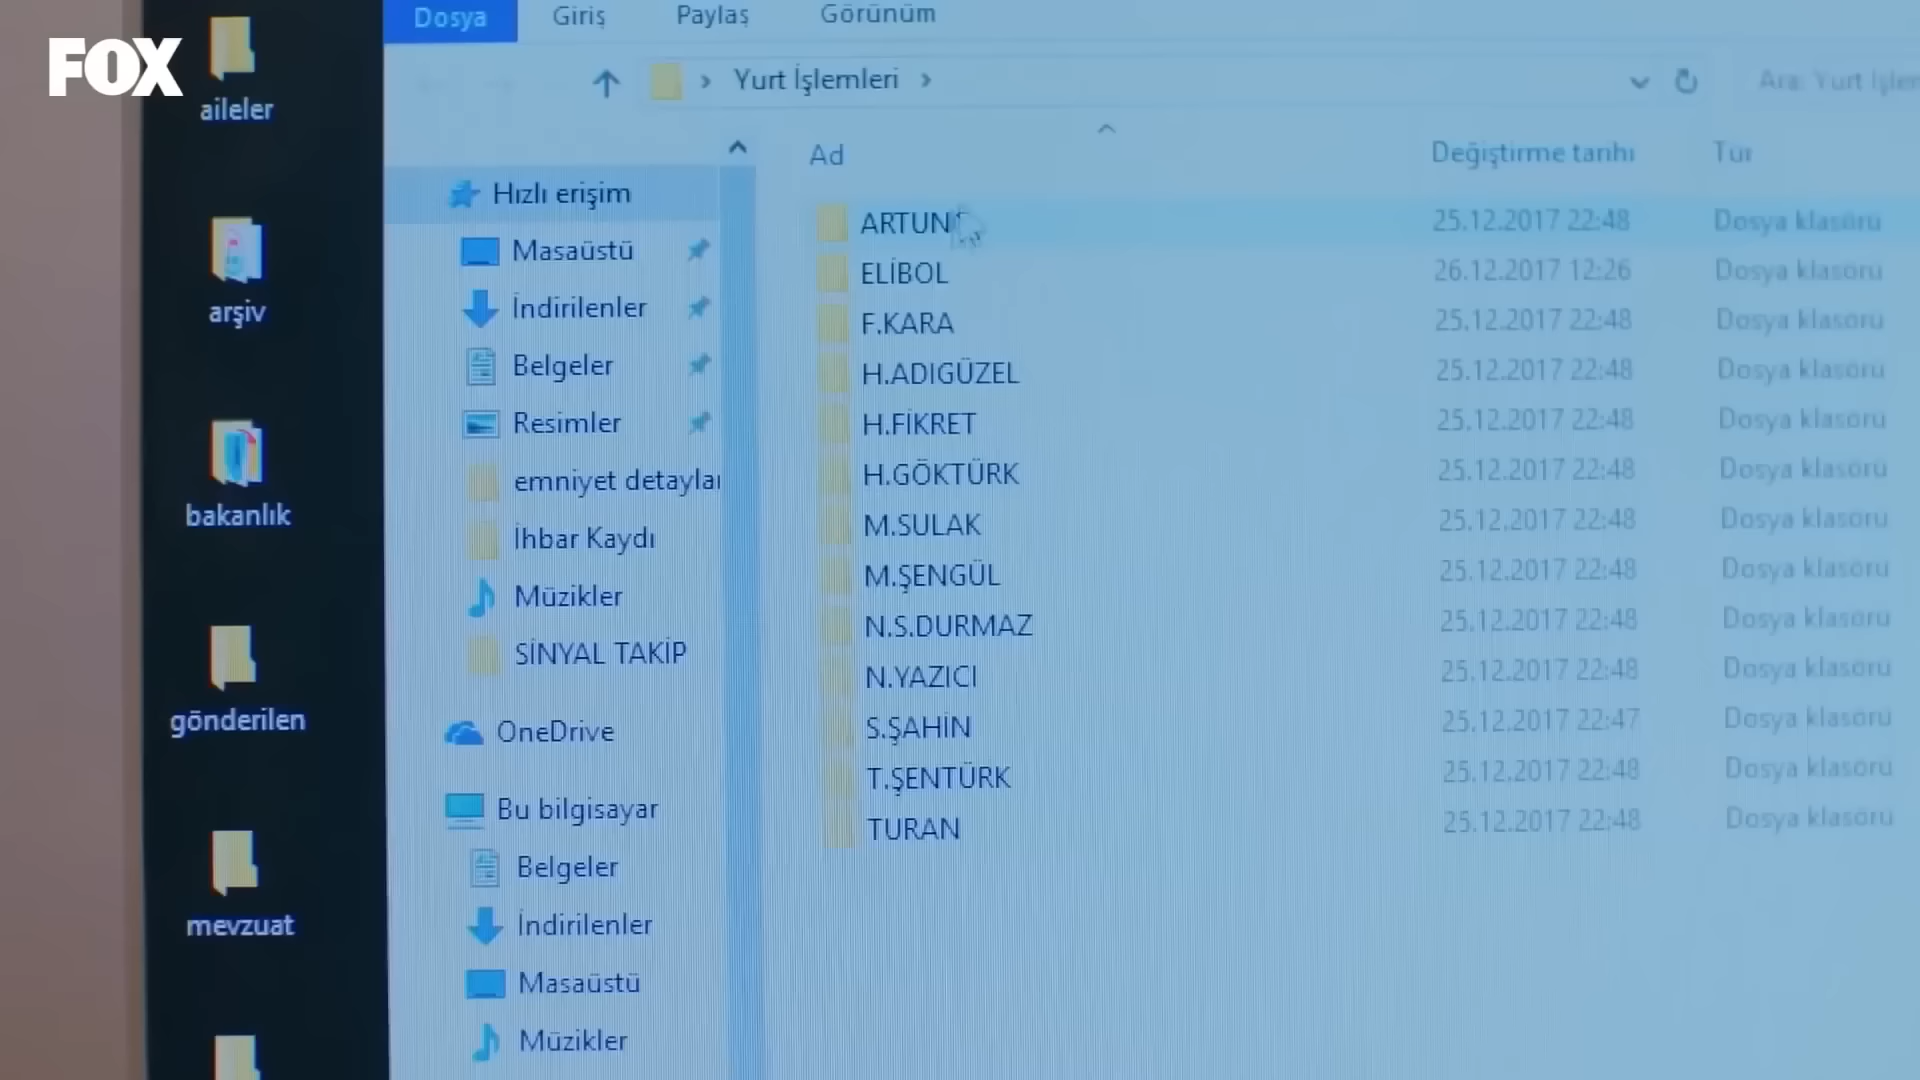 FOX
aileler
arşiv
bakanlık
gönderilen
mevzuat
Dosya Giriş Paylaş Görünüm
Yurt İşlemleri
Ara: Yurt İşlem
Hızlı erişim
Masaüstü
İndirilenler
Belgeler
Resimler
emniyet detaylar
İhbar Kaydı
Müzikler
SİNYAL TAKİP
OneDrive
Bu bilgisayar
Belgeler
İndirilenler
Masaüstü
Müzikler
Ad Değiştirme tarihi Tür
ARTUNÇ 25.12.2017 22:48 Dosya klasörü
ELİBOL 26.12.2017 12:26 Dosya klasörü
F.KARA 25.12.2017 22:48 Dosya klasörü
H.ADIGÜZEL 25.12.2017 22:48 Dosya klasörü
H.FİKRET 25.12.2017 22:48 Dosya klasörü
H.GÖKTÜRK 25.12.2017 22:48 Dosya klasörü
M.SULAK 25.12.2017 22:48 Dosya klasörü
M.ŞENGÜL 25.12.2017 22:48 Dosya klasörü
N.S.DURMAZ 25.12.2017 22:48 Dosya klasörü
N.YAZICI 25.12.2017 22:48 Dosya klasörü
S.ŞAHİN 25.12.2017 22:47 Dosya klasörü
T.ŞENTÜRK 25.12.2017 22:48 Dosya klasörü
TURAN 25.12.2017 22:48 Dosya klasörü